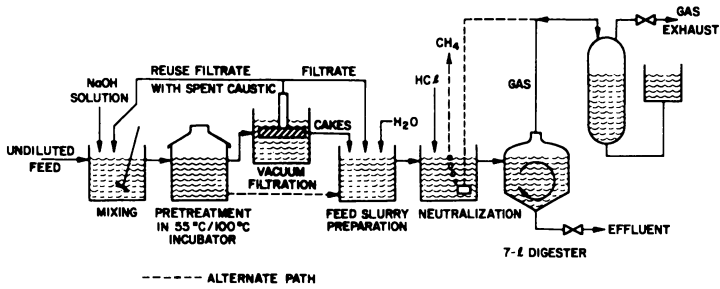 GAS
EXHAUST
CH4
REUSE FILTRATE
FILTRATE
NaOH
SOLUTION
WITH SPENT CAUSTIC
HCℓ
GAS
H2O
CAKES
UNDILUTED
FEED
VACUUM
FILTRATION
MIXING
PRETREATMENT
IN 55°C/100°C
INCUBATOR
FEED SLURRY
PREPARATION
NEUTRALIZATION
EFFLUENT
7-ℓ DIGESTER
ALTERNATE PATH